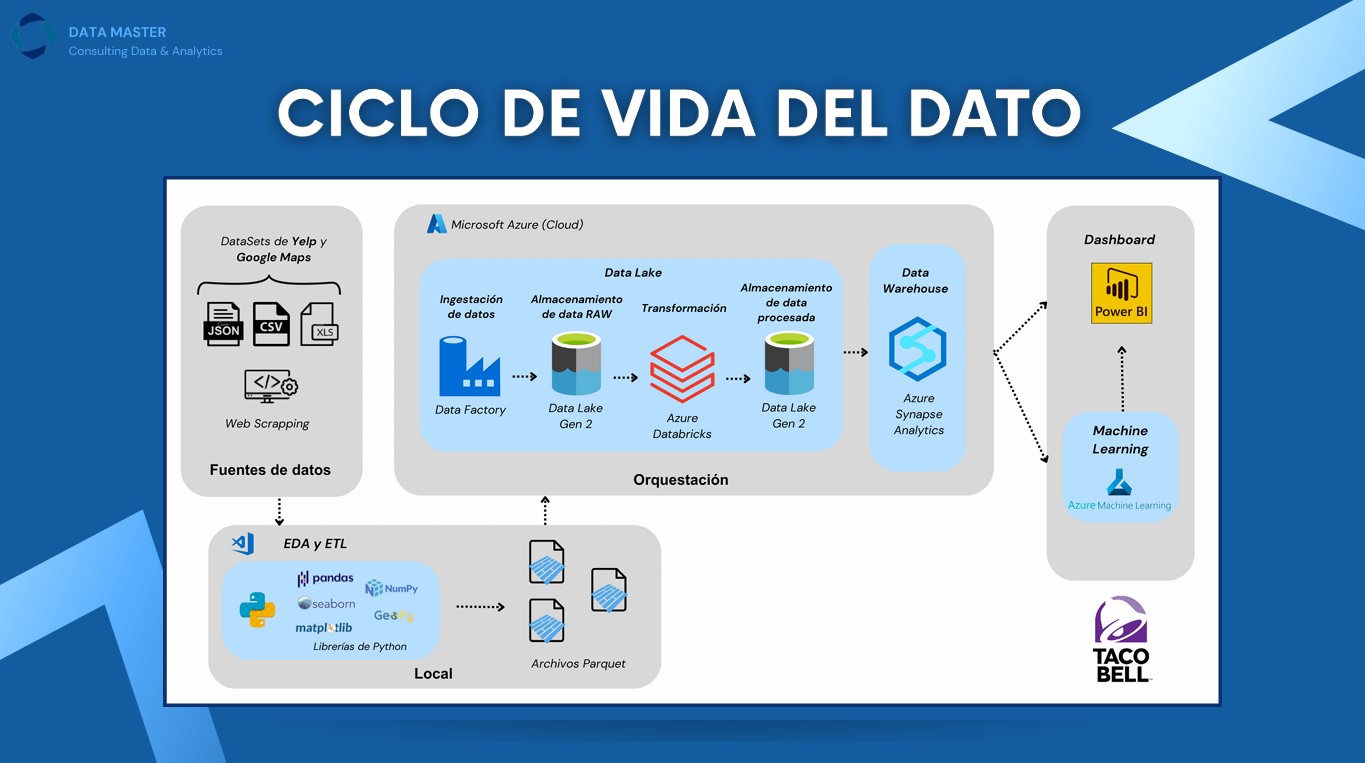 DATA MASTER
Consulting Data & Analytics
CICLO DE VIDA DEL DATO
DataSets de Yelp y
Google Maps
JSON
CSV
XLS
</>
Web Scrapping
Fuentes de datos
Microsoft Azure (Cloud)
Data Lake
Ingestación
de datos
Data Factory
Almacenamiento
de data RAW
Data Lake
Gen 2
Transformación
Azure
Databricks
Almacenamiento
de data
procesada
Data Lake
Gen 2
Data
Warehouse
Azure
Synapse
Analytics
Orquestación
Dashboard
Power BI
Machine
Learning
Azure Machine Learning
EDA y ETL
pandas
NumPy
seaborn
GeoPy
matplotlib
Librerías de Python
Local
Archivos Parquet
TACO
BELL